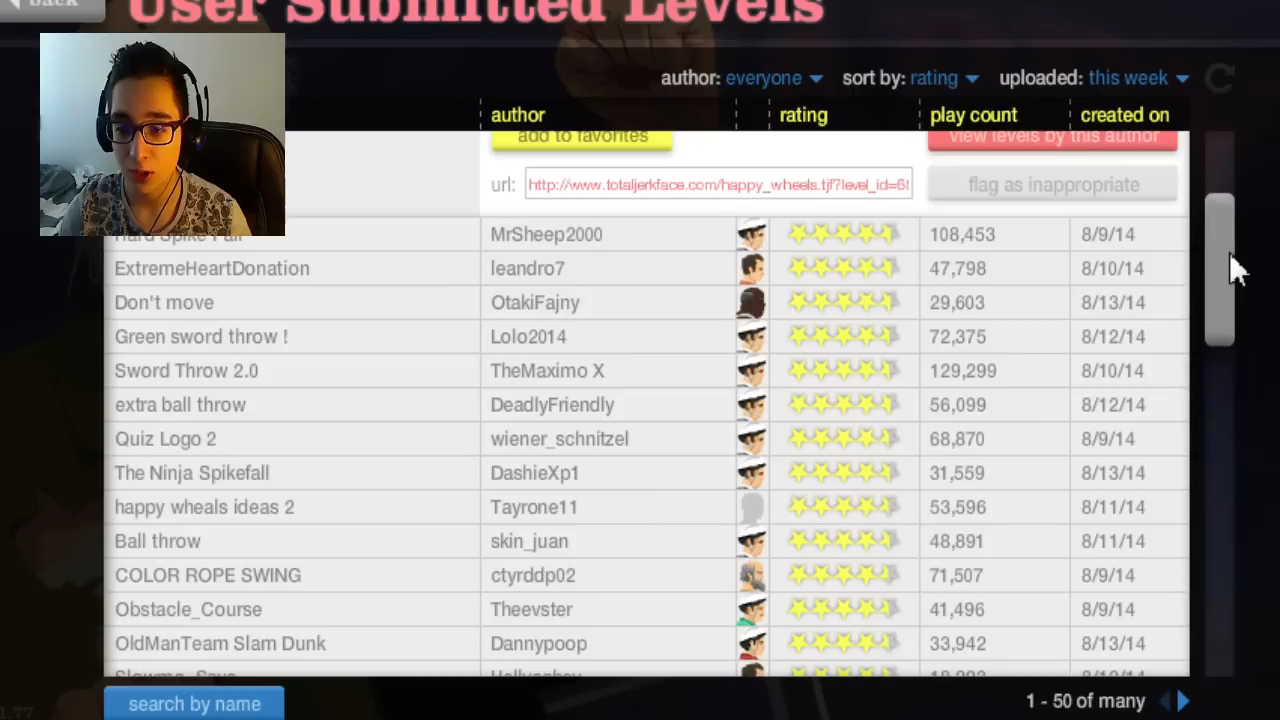 back
User Submitted Levels
author: everyone sort by: rating uploaded: this week
author rating play count created on
add to favorites view levels by this author
url: http://www.totaljerkface.com/happy_wheels.tjf?level_id=6 flag as inappropriate
Hard Spike Fall MrSheep2000 108,453 8/9/14
ExtremeHeartDonation leandro7 47,798 8/10/14
Don't move OtakiFajny 29,603 8/13/14
Green sword throw ! Lolo2014 72,375 8/12/14
Sword Throw 2.0 TheMaximo X 129,299 8/10/14
extra ball throw DeadlyFriendly 56,099 8/12/14
Quiz Logo 2 wiener_schnitzel 68,870 8/9/14
The Ninja Spikefall DashieXp1 31,559 8/13/14
happy wheals ideas 2 Tayrone11 53,596 8/11/14
Ball throw skin_juan 48,891 8/11/14
COLOR ROPE SWING ctyrddp02 71,507 8/9/14
Obstacle_Course Theevster 41,496 8/9/14
OldManTeam Slam Dunk Dannypoop 33,942 8/13/14
search by name 1 - 50 of many